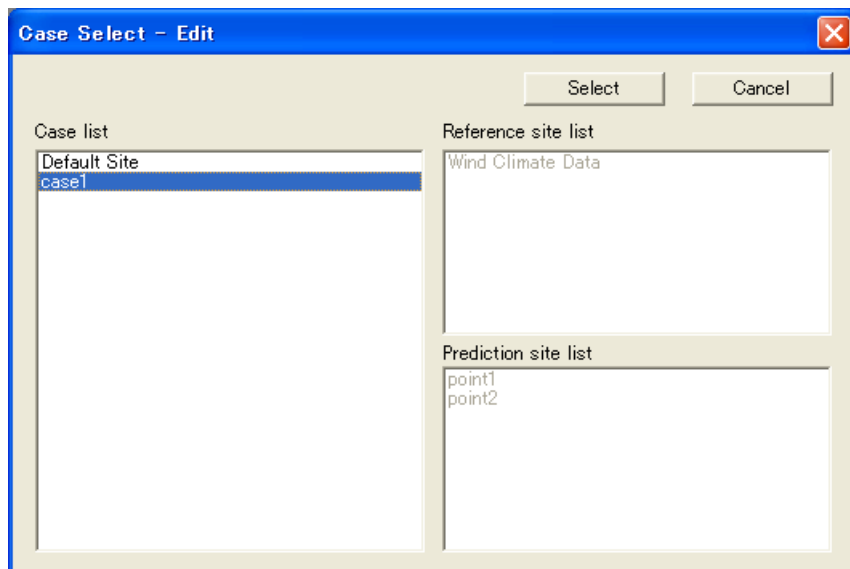 Case Select - Edit
Select
Cancel
Case list
Default Site
case1
Reference site list
Wind Climate Data
Prediction site list
point1
point2